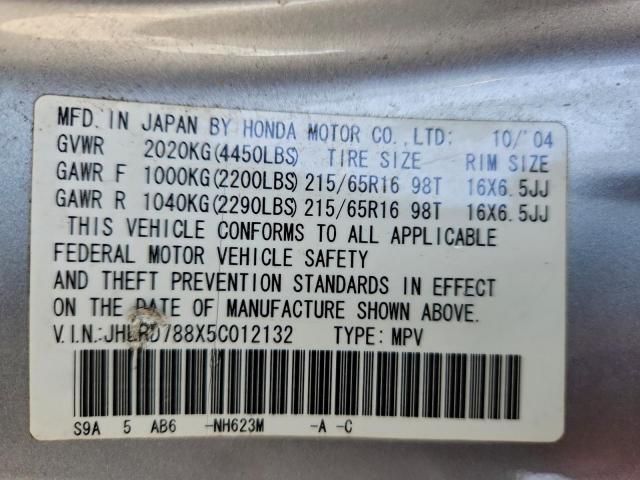 MFD. IN JAPAN BY HONDA MOTOR CO., LTD: 10/'04
GVWR 2020KG(4450LBS) TIRE SIZE RIM SIZE
GAWR F 1000KG(2200LBS) 215/65R16 98T 16X6.5JJ
GAWR R 1040KG(2290LBS) 215/65R16 98T 16X6.5JJ
THIS VEHICLE CONFORMS TO ALL APPLICABLE
FEDERAL MOTOR VEHICLE SAFETY
AND THEFT PREVENTION STANDARDS IN EFFECT
ON THE DATE OF MANUFACTURE SHOWN ABOVE.
V.I.N.:JHLRD788X5C012132 TYPE: MPV
S9A 5 AB6 -NH623M -A -C